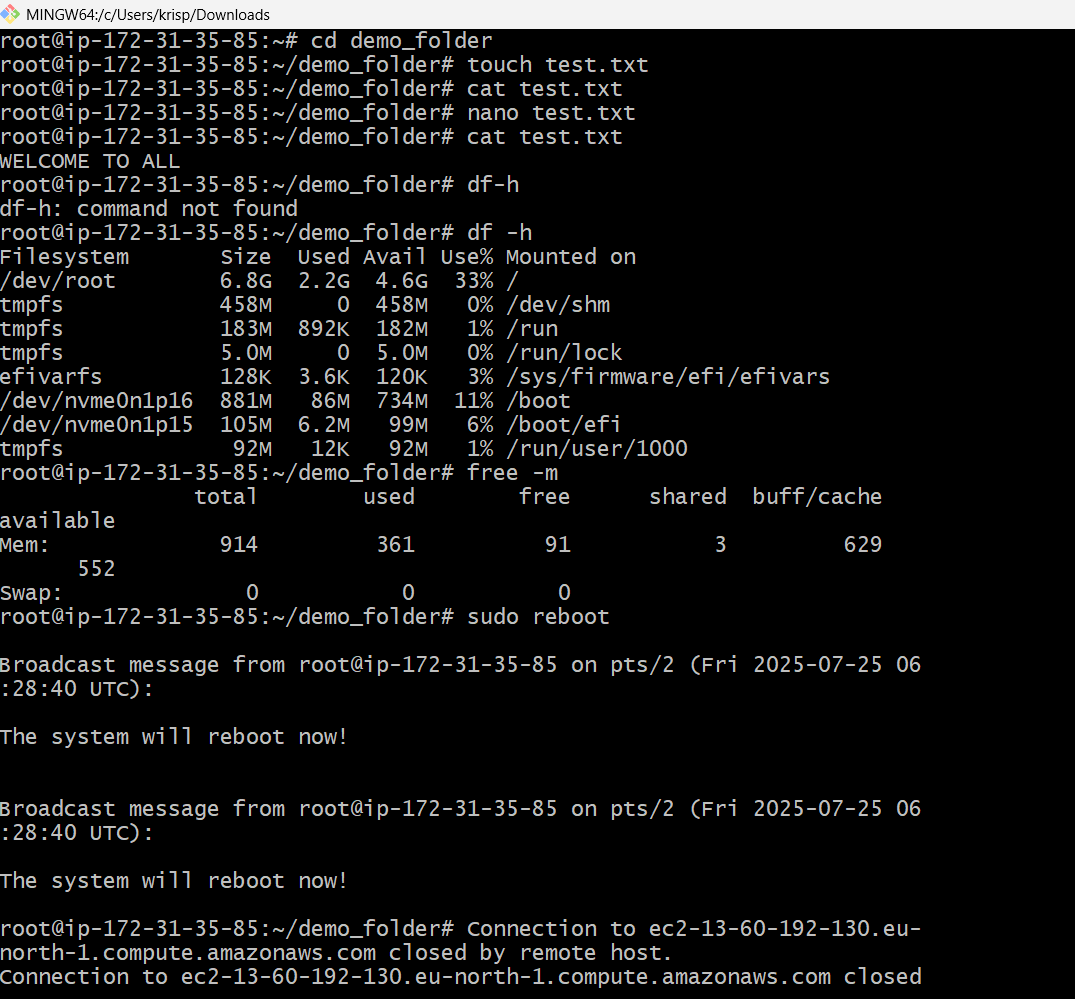 MINGW64:/c/Users/krisp/Downloads
root@ip-172-31-35-85:~# cd demo_folder
root@ip-172-31-35-85:~/demo_folder# touch test.txt
root@ip-172-31-35-85:~/demo_folder# cat test.txt
root@ip-172-31-35-85:~/demo_folder# nano test.txt
root@ip-172-31-35-85:~/demo_folder# cat test.txt
WELCOME TO ALL
root@ip-172-31-35-85:~/demo_folder# df-h
df-h: command not found
root@ip-172-31-35-85:~/demo_folder# df -h
Filesystem       Size  Used Avail Use% Mounted on
/dev/root        6.8G  2.2G  4.6G  33% /
tmpfs            458M     0  458M   0% /dev/shm
tmpfs            183M  892K  182M   1% /run
tmpfs            5.0M     0  5.0M   0% /run/lock
efivarfs         128K  3.6K  120K   3% /sys/firmware/efi/efivars
/dev/nvme0n1p16  881M   86M  734M  11% /boot
/dev/nvme0n1p15  105M  6.2M   99M   6% /boot/efi
tmpfs             92M   12K   92M   1% /run/user/1000
root@ip-172-31-35-85:~/demo_folder# free -m
               total        used        free      shared  buff/cache
available
Mem:             914         361          91           3         629
      552
Swap:              0           0           0
root@ip-172-31-35-85:~/demo_folder# sudo reboot

Broadcast message from root@ip-172-31-35-85 on pts/2 (Fri 2025-07-25 06
:28:40 UTC):

The system will reboot now!


Broadcast message from root@ip-172-31-35-85 on pts/2 (Fri 2025-07-25 06
:28:40 UTC):

The system will reboot now!

root@ip-172-31-35-85:~/demo_folder# Connection to ec2-13-60-192-130.eu-
north-1.compute.amazonaws.com closed by remote host.
Connection to ec2-13-60-192-130.eu-north-1.compute.amazonaws.com closed